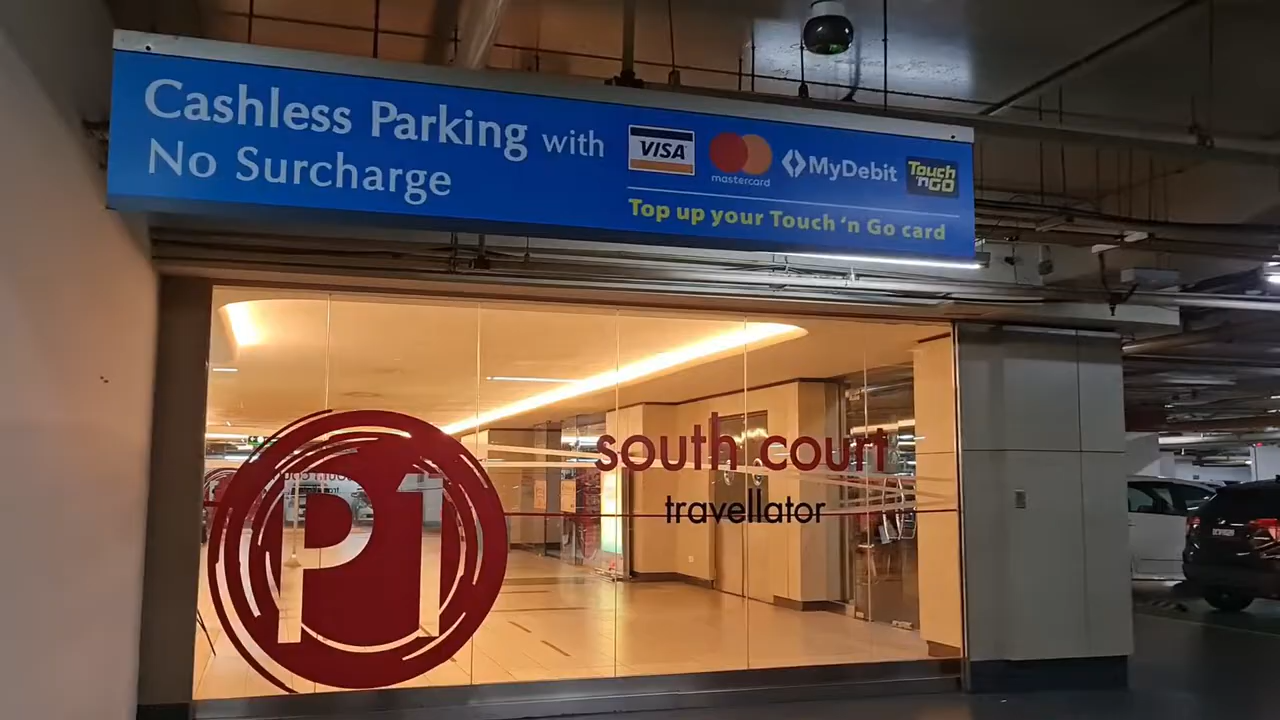 Cashless Parking with
No Surcharge
VISA
mastercard
MyDebit
Touch
'nGO
Top up your Touch 'n Go card
P1
south court
travellator